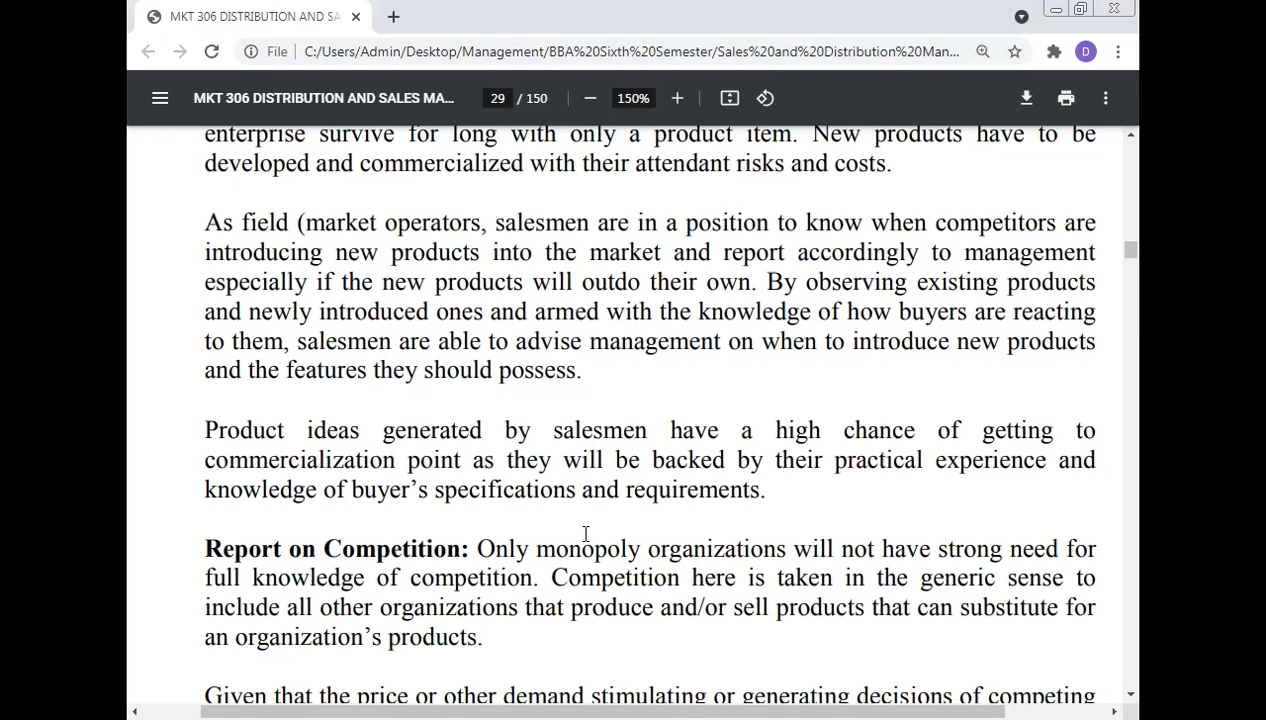 MKT 306 DISTRIBUTION AND SA
File C:/Users/Admin/Desktop/Management/BBA%20Sixth%20Semester/Sales%20and%20Distribution%20Man...
D
MKT 306 DISTRIBUTION AND SALES MA... 29 / 150 150%
enterprise survive for long with only a product item. New products have to be
developed and commercialized with their attendant risks and costs.
As field (market operators, salesmen are in a position to know when competitors are
introducing new products into the market and report accordingly to management
especially if the new products will outdo their own. By observing existing products
and newly introduced ones and armed with the knowledge of how buyers are reacting
to them, salesmen are able to advise management on when to introduce new products
and the features they should possess.
Product ideas generated by salesmen have a high chance of getting to
commercialization point as they will be backed by their practical experience and
knowledge of buyer’s specifications and requirements.
Report on Competition: Only monopoly organizations will not have strong need for
full knowledge of competition. Competition here is taken in the generic sense to
include all other organizations that produce and/or sell products that can substitute for
an organization’s products.
Given that the price or other demand stimulating or generating decisions of competing